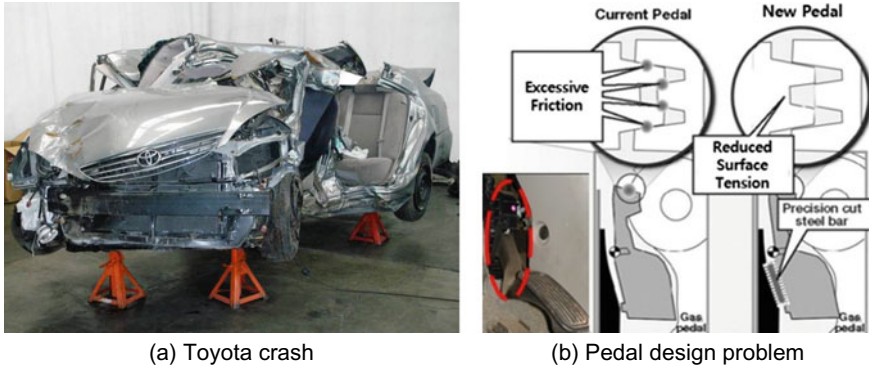 Current Pedal
New Pedal
Excessive
Friction
Reduced
Surface
Tension
Precision cut
steel bar
Gas
pedal
Gas
pedal
(a) Toyota crash
(b) Pedal design problem